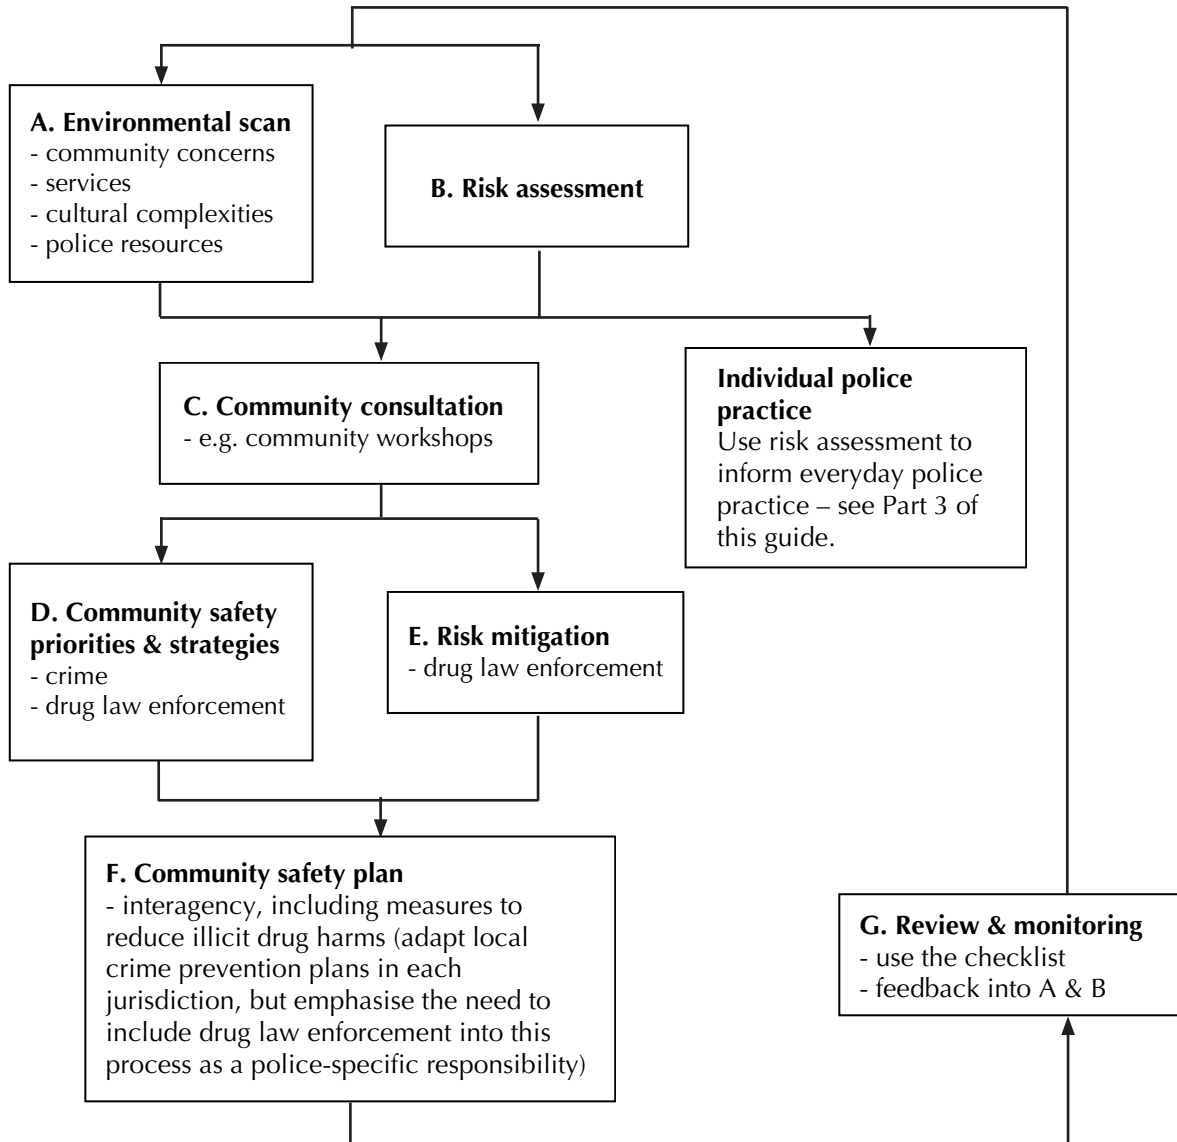 A. Environmental scan
- community concerns
- services
- cultural complexities
- police resources
B. Risk assessment
C. Community consultation
- e.g. community workshops
Individual police
practice
Use risk assessment to
inform everyday police
practice – see Part 3 of
this guide.
D. Community safety
priorities & strategies
- crime
- drug law enforcement
E. Risk mitigation
- drug law enforcement
F. Community safety plan
- interagency, including measures to
reduce illicit drug harms (adapt local
crime prevention plans in each
jurisdiction, but emphasise the need to
include drug law enforcement into this
process as a police-specific responsibility)
G. Review & monitoring
- use the checklist
- feedback into A & B